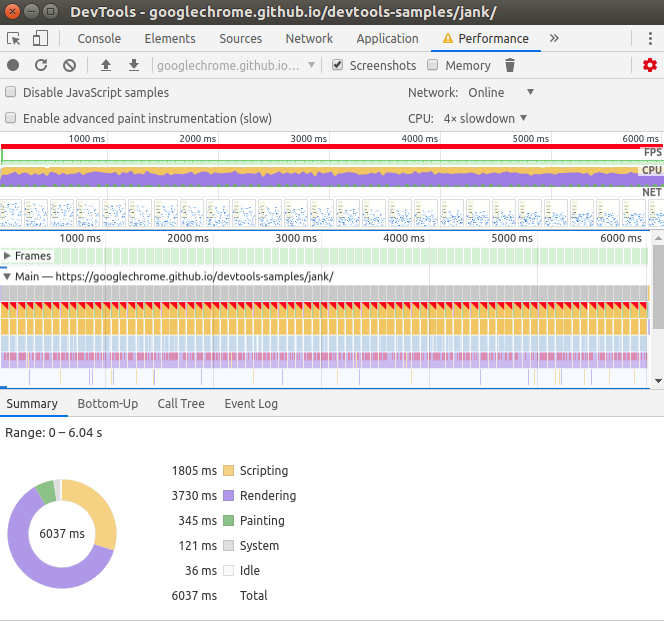 DevTools - googlechrome.github.io/devtools-samples/jank/
Console Elements Sources Network Application Performance »
googlechrome.github.io... Screenshots Memory
Disable JavaScript samples Network: Online
Enable advanced paint instrumentation (slow) CPU: 4× slowdown
1000 ms 2000 ms 3000 ms 4000 ms 5000 ms 6000 ms
FPS
CPU
NET
1000 ms 2000 ms 3000 ms 4000 ms 5000 ms 6000 ms
Frames
Main — https://googlechrome.github.io/devtools-samples/jank/
Summary Bottom-Up Call Tree Event Log
Range: 0 – 6.04 s
1805 ms Scripting
3730 ms Rendering
345 ms Painting
6037 ms
121 ms System
36 ms Idle
6037 ms Total